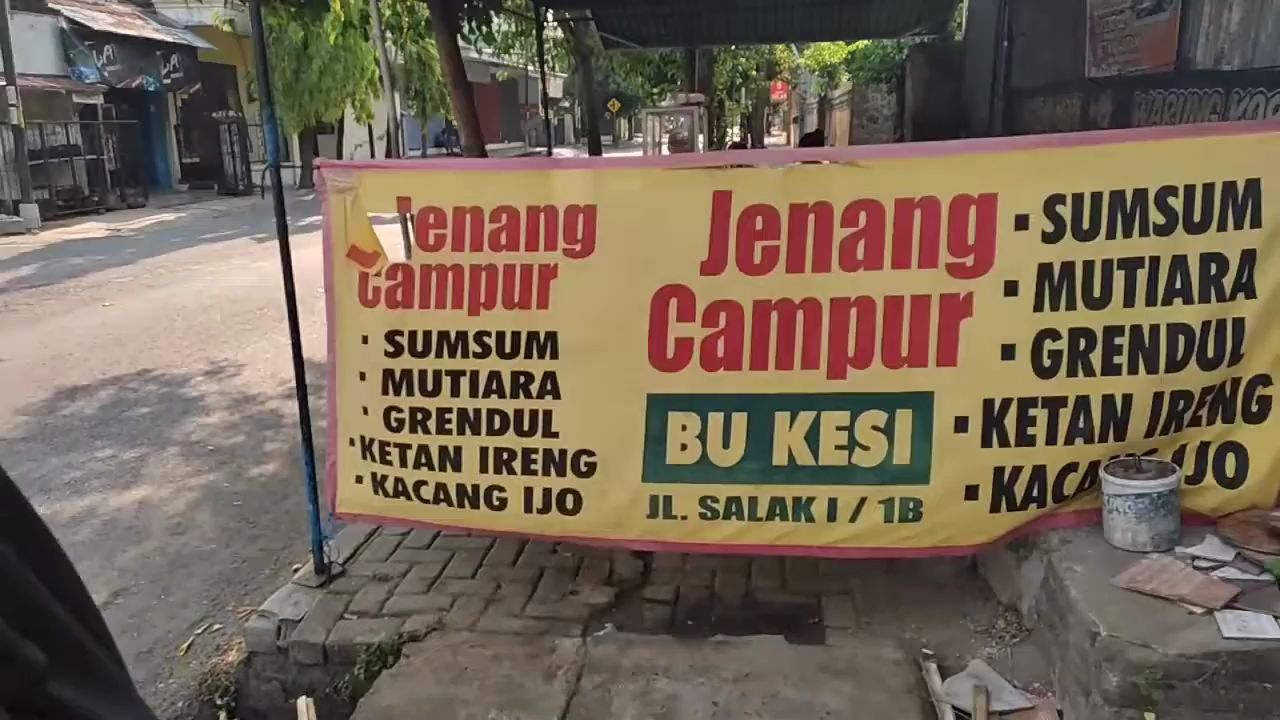 Jenang
Campur
· SUMSUM
· MUTIARA
· GRENDUL
· KETAN IRENG
· KACANG IJO
Jenang
Campur
BU KESI
JL. SALAK I / 1B
· SUMSUM
· MUTIARA
· GRENDUL
· KETAN IRENG
· KACANG IJO
WARUNG